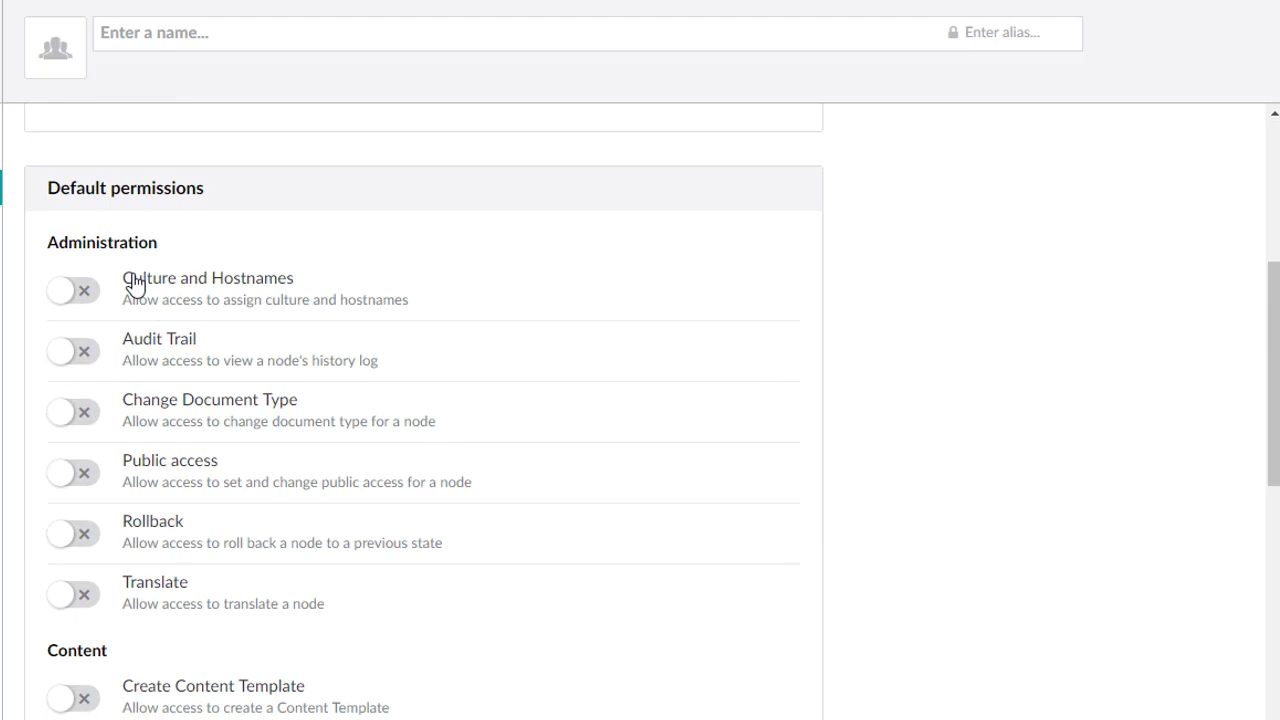 Enter a name...
Enter alias...
Default permissions
Administration
Culture and Hostnames
Allow access to assign culture and hostnames
Audit Trail
Allow access to view a node's history log
Change Document Type
Allow access to change document type for a node
Public access
Allow access to set and change public access for a node
Rollback
Allow access to roll back a node to a previous state
Translate
Allow access to translate a node
Content
Create Content Template
Allow access to create a Content Template